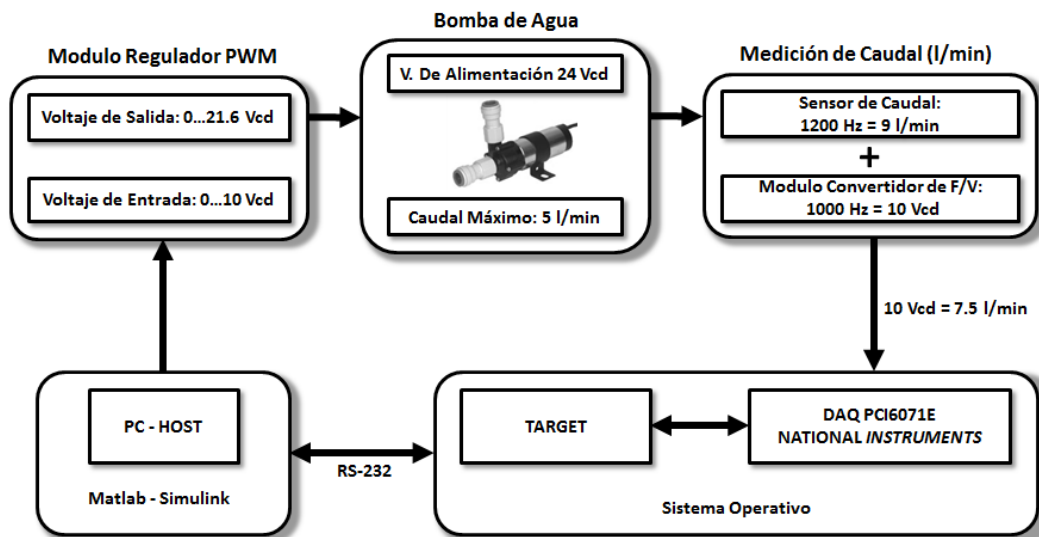 Bomba de Agua
Modulo Regulador PWM
Medición de Caudal (l/min)
Voltaje de Salida: 0...21.6 Vcd
Voltaje de Entrada: 0...10 Vcd
V. De Alimentación 24 Vcd
Caudal Máximo: 5 l/min
Sensor de Caudal:
1200 Hz = 9 l/min
+
Modulo Convertidor de F/V:
1000 Hz = 10 Vcd
10 Vcd = 7.5 l/min
PC - HOST
Matlab - Simulink
RS-232
TARGET
DAQ PCI6071E
NATIONAL INSTRUMENTS
Sistema Operativo